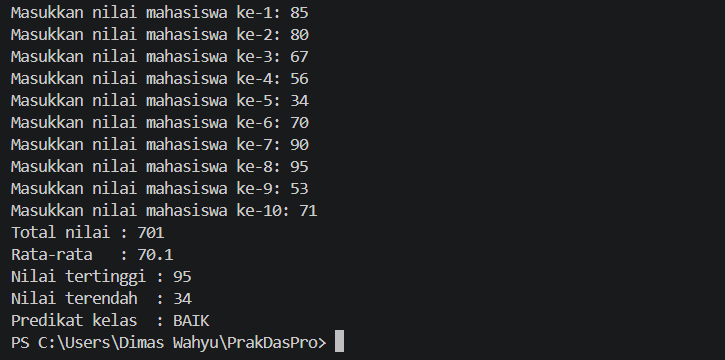 Masukkan nilai mahasiswa ke-1: 85
Masukkan nilai mahasiswa ke-2: 80
Masukkan nilai mahasiswa ke-3: 67
Masukkan nilai mahasiswa ke-4: 56
Masukkan nilai mahasiswa ke-5: 34
Masukkan nilai mahasiswa ke-6: 70
Masukkan nilai mahasiswa ke-7: 90
Masukkan nilai mahasiswa ke-8: 95
Masukkan nilai mahasiswa ke-9: 53
Masukkan nilai mahasiswa ke-10: 71
Total nilai : 701
Rata-rata   : 70.1
Nilai tertinggi : 95
Nilai terendah  : 34
Predikat kelas  : BAIK
PS C:\Users\Dimas Wahyu\PrakDasPro>